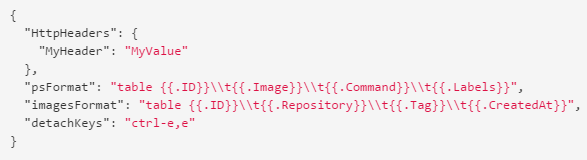 {
"HttpHeaders": {
"MyHeader": "MyValue"
},
"psFormat": "table {{.ID}}\\t{{.Image}}\\t{{.Command}}\\t{{.Labels}}",
"imagesFormat": "table {{.ID}}\\t{{.Repository}}\\t{{.Tag}}\\t{{.CreatedAt}}",
"detachKeys": "ctrl-e,e"
}